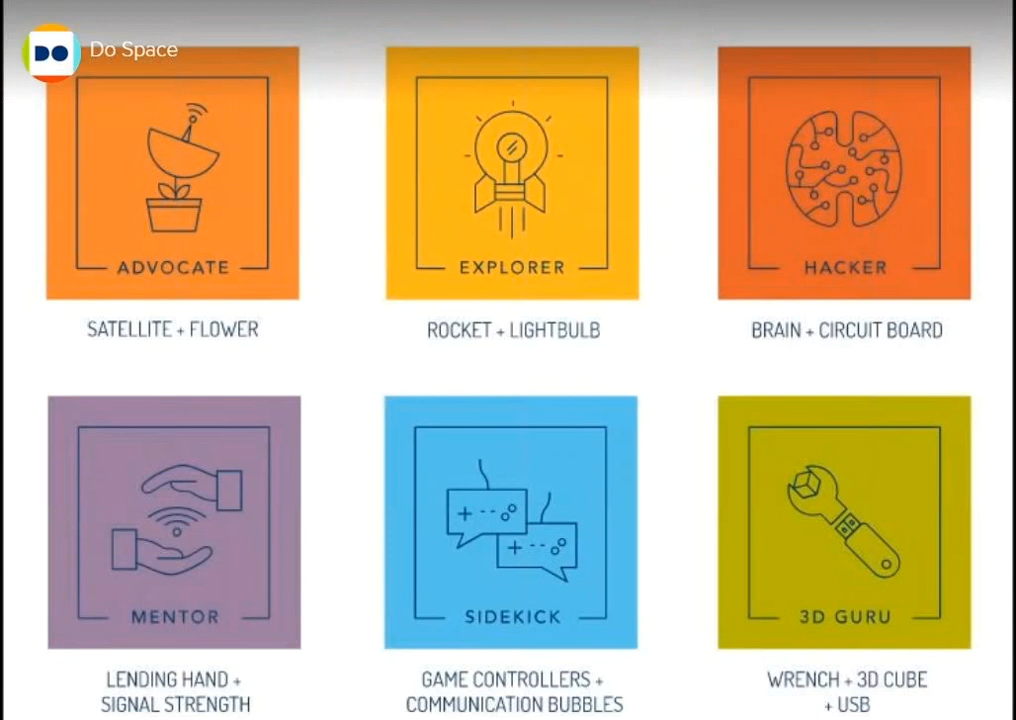 DO Do Space
ADVOCATE
EXPLORER
HACKER
SATELLITE + FLOWER
ROCKET + LIGHTBULB
BRAIN + CIRCUIT BOARD
MENTOR
SIDEKICK
3D GURU
LENDING HAND +
SIGNAL STRENGTH
GAME CONTROLLERS +
COMMUNICATION BUBBLES
WRENCH + 3D CUBE
+ USB